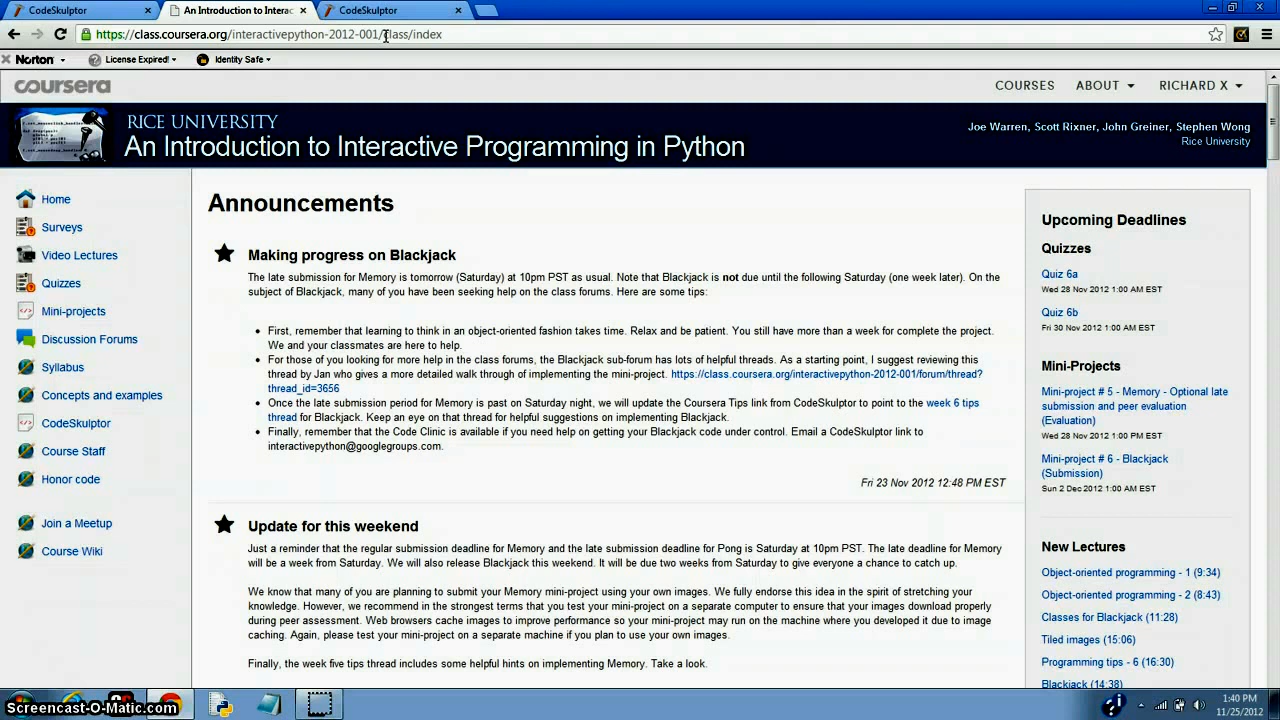 CodeSkulptor
An Introduction to Interac
CodeSkulptor
https://class.coursera.org/interactivepython-2012-001/class/index
Norton
License Expired!
Identity Safe
coursera
COURSES
ABOUT
RICHARD X
RICE UNIVERSITY
An Introduction to Interactive Programming in Python
Joe Warren, Scott Rixner, John Greiner, Stephen Wong
Rice University
Home
Surveys
Video Lectures
Quizzes
Mini-projects
Discussion Forums
Syllabus
Concepts and examples
CodeSkulptor
Course Staff
Honor code
Join a Meetup
Course Wiki
Announcements
Making progress on Blackjack
The late submission for Memory is tomorrow (Saturday) at 10pm PST as usual. Note that Blackjack is not due until the following Saturday (one week later). On the
subject of Blackjack, many of you have been seeking help on the class forums. Here are some tips:
First, remember that learning to think in an object-oriented fashion takes time. Relax and be patient. You still have more than a week for complete the project.
We and your classmates are here to help.
For those of you looking for more help in the class forums, the Blackjack sub-forum has lots of helpful threads. As a starting point, I suggest reviewing this
thread by Jan who gives a more detailed walk through of implementing the mini-project. https://class.coursera.org/interactivepython-2012-001/forum/thread?
thread_id=3656
Once the late submission period for Memory is past on Saturday night, we will update the Coursera Tips link from CodeSkulptor to point to the week 6 tips
thread for Blackjack. Keep an eye on that thread for helpful suggestions on implementing Blackjack.
Finally, remember that the Code Clinic is available if you need help on getting your Blackjack code under control. Email a CodeSkulptor link to
interactivepython@googlegroups.com.
Fri 23 Nov 2012 12:48 PM EST
Update for this weekend
Just a reminder that the regular submission deadline for Memory and the late submission deadline for Pong is Saturday at 10pm PST. The late deadline for Memory
will be a week from Saturday. We will also release Blackjack this weekend. It will be due two weeks from Saturday to give everyone a chance to catch up.
We know that many of you are planning to submit your Memory mini-project using your own images. We fully endorse this idea in the spirit of stretching your
knowledge. However, we recommend in the strongest terms that you test your mini-project on a separate computer to ensure that your images download properly
during peer assessment. Web browsers cache images to improve performance so your mini-project may run on the machine where you developed it due to image
caching. Again, please test your mini-project on a separate machine if you plan to use your own images.
Finally, the week five tips thread includes some helpful hints on implementing Memory. Take a look.
Upcoming Deadlines
Quizzes
Quiz 6a
Wed 28 Nov 2012 1:00 AM EST
Quiz 6b
Fri 30 Nov 2012 1:00 AM EST
Mini-Projects
Mini-project # 5 - Memory - Optional late
submission and peer evaluation
(Evaluation)
Wed 28 Nov 2012 1:00 PM EST
Mini-project # 6 - Blackjack
(Submission)
Sun 2 Dec 2012 1:00 AM EST
New Lectures
Object-oriented programming - 1 (9:34)
Object-oriented programming - 2 (8:43)
Classes for Blackjack (11:28)
Tiled images (15:06)
Programming tips - 6 (16:30)
Blackjack (14:38)
Screencast-O-Matic.com
1:40 PM
11/25/2012